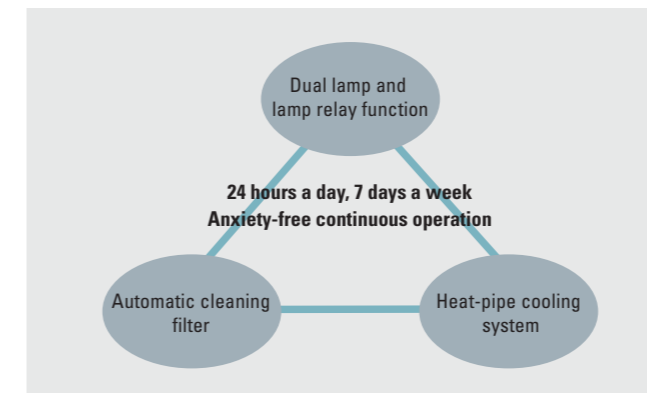 Dual lamp and
lamp relay function
24 hours a day, 7 days a week
Anxiety-free continuous operation
Automatic cleaning
filter
Heat-pipe cooling
system